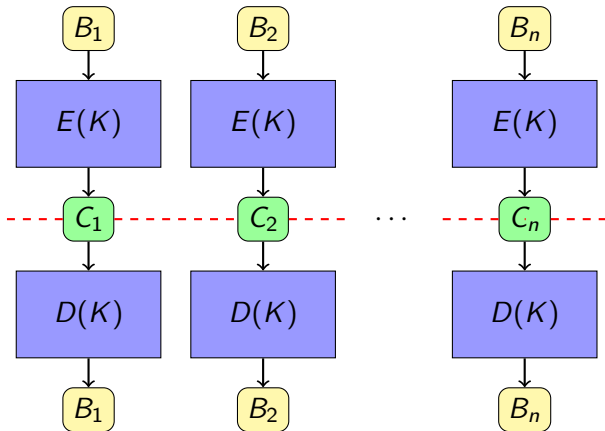 B₁ B₂ Bₙ
E(K) E(K) E(K)
C₁ C₂ ··· Cₙ
D(K) D(K) D(K)
B₁ B₂ Bₙ